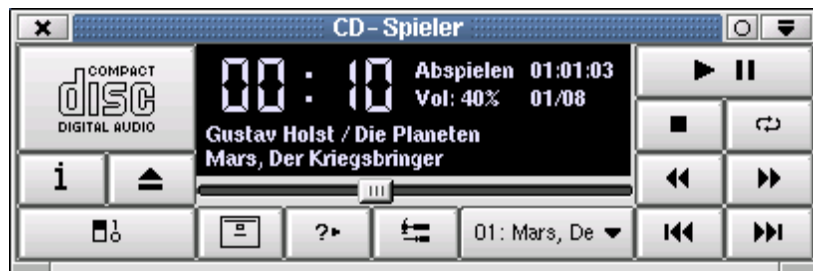 CD-Spieler
COMPACT
disc
DIGITAL AUDIO
00:10
Abspielen 01:01:03
Vol: 40% 01/08
Gustav Holst / Die Planeten
Mars, Der Kriegsbringer
i
?
01: Mars, De